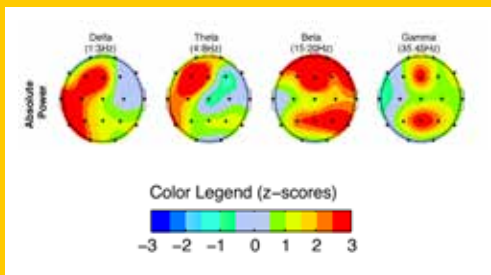 Delta Theta Beta Gamma
(1-3Hz) (4-8Hz) (15-20Hz) (35-45Hz)
Absolute
Power
Color Legend (z-scores)
-3 -2 -1 0 1 2 3